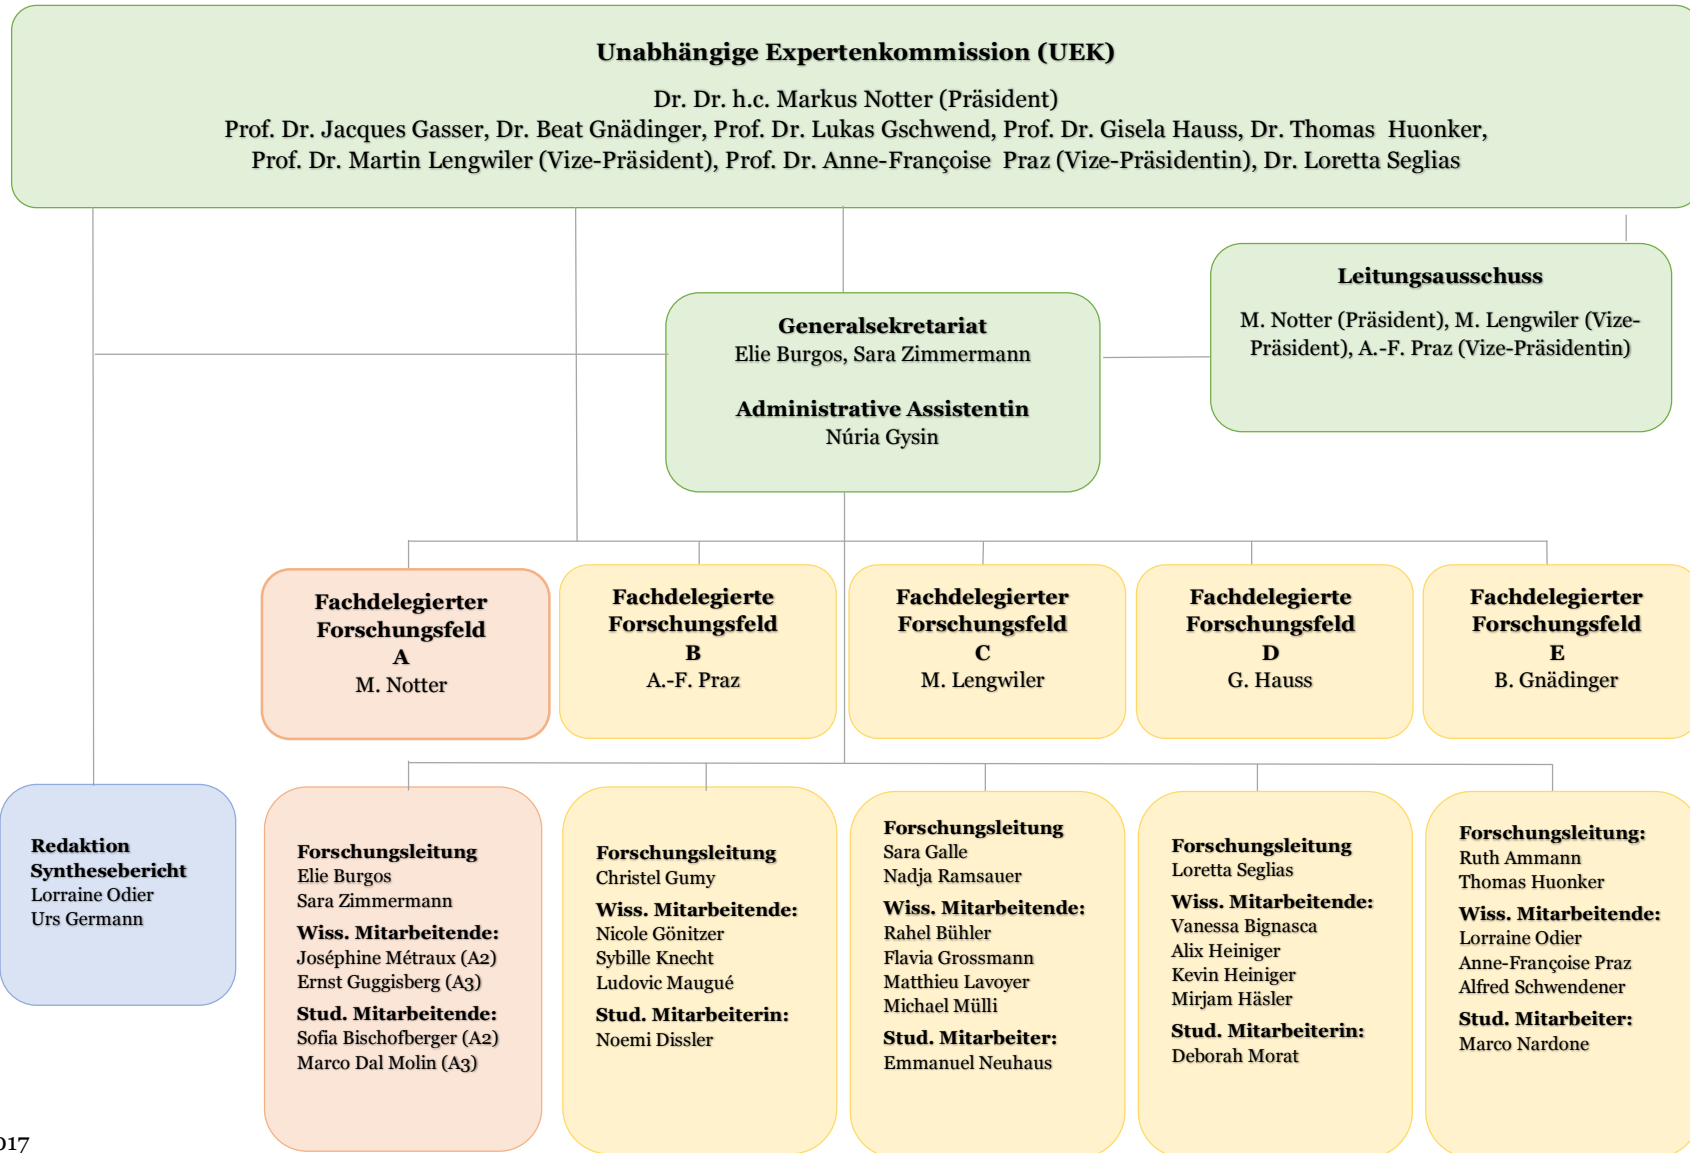 Unabhängige Expertenkommission (UEK)
Dr. Dr. h.c. Markus Notter (Präsident)
Prof. Dr. Jacques Gasser, Dr. Beat Gnädinger, Prof. Dr. Lukas Gschwend, Prof. Dr. Gisela Hauss, Dr. Thomas Huonker,
Prof. Dr. Martin Lengwiler (Vize-Präsident), Prof. Dr. Anne-Françoise Praz (Vize-Präsidentin), Dr. Loretta Seglias
Leitungsausschuss
M. Notter (Präsident), M. Lengwiler (Vize-
Präsident), A.-F. Praz (Vize-Präsidentin)
Generalsekretariat
Elie Burgos, Sara Zimmermann
Administrative Assistentin
Núria Gysin
Fachdelegierter
Forschungsfeld
A
M. Notter
Fachdelegierte
Forschungsfeld
B
A.-F. Praz
Fachdelegierter
Forschungsfeld
C
M. Lengwiler
Fachdelegierte
Forschungsfeld
D
G. Hauss
Fachdelegierter
Forschungsfeld
E
B. Gnädinger
Redaktion
Synthesebericht
Lorraine Odier
Urs Germann
Forschungsleitung
Elie Burgos
Sara Zimmermann
Wiss. Mitarbeitende:
Joséphine Métraux (A2)
Ernst Guggisberg (A3)
Stud. Mitarbeitende:
Sofia Bischofberger (A2)
Marco Dal Molin (A3)
Forschungsleitung
Christel Gumy
Wiss. Mitarbeitende:
Nicole Gönitzer
Sybille Knecht
Ludovic Maugué
Stud. Mitarbeiterin:
Noemi Dissler
Forschungsleitung
Sara Galle
Nadja Ramsauer
Wiss. Mitarbeitende:
Rahel Bühler
Flavia Grossmann
Matthieu Lavoyer
Michael Mülli
Stud. Mitarbeiter:
Emmanuel Neuhaus
Forschungsleitung
Loretta Seglias
Wiss. Mitarbeitende:
Vanessa Bignasca
Alix Heiniger
Kevin Heiniger
Mirjam Häsler
Stud. Mitarbeiterin:
Deborah Morat
Forschungsleitung:
Ruth Ammann
Thomas Huonker
Wiss. Mitarbeitende:
Lorraine Odier
Anne-Françoise Praz
Alfred Schwendener
Stud. Mitarbeiter:
Marco Nardone
017